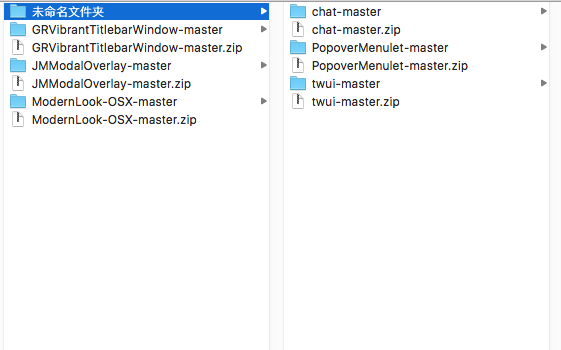 未命名文件夹
GRVibrantTitlebarWindow-master
GRVibrantTitlebarWindow-master.zip
JMModalOverlay-master
JMModalOverlay-master.zip
ModernLook-OSX-master
ModernLook-OSX-master.zip
chat-master
chat-master.zip
PopoverMenulet-master
PopoverMenulet-master.zip
twui-master
twui-master.zip